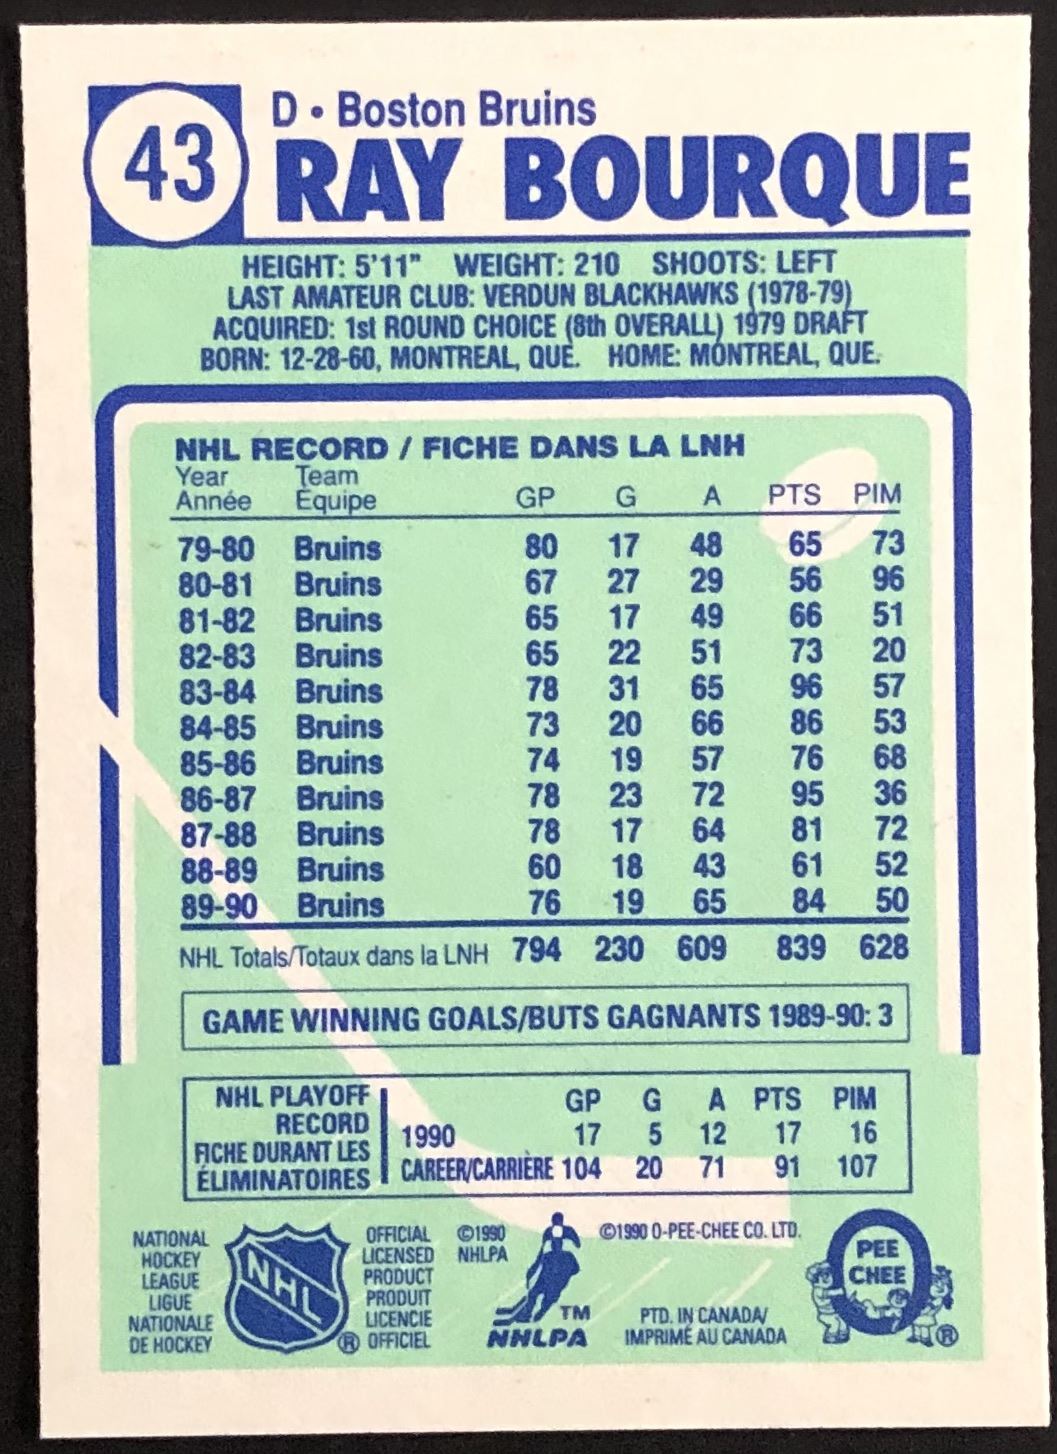 43
D • Boston Bruins
RAY BOURQUE
HEIGHT: 5'11" WEIGHT: 210 SHOOTS: LEFT
LAST AMATEUR CLUB: VERDUN BLACKHAWKS (1978-79)
ACQUIRED: 1st ROUND CHOICE (8th OVERALL) 1979 DRAFT
BORN: 12-28-60, MONTREAL, QUE. HOME: MONTREAL, QUE.
NHL RECORD / FICHE DANS LA LNH
Year Team
Année Équipe GP G A PTS PIM
79-80 Bruins 80 17 48 65 73
80-81 Bruins 67 27 29 56 96
81-82 Bruins 65 17 49 66 51
82-83 Bruins 65 22 51 73 20
83-84 Bruins 78 31 65 96 57
84-85 Bruins 73 20 66 86 53
85-86 Bruins 74 19 57 76 68
86-87 Bruins 78 23 72 95 36
87-88 Bruins 78 17 64 81 72
88-89 Bruins 60 18 43 61 52
89-90 Bruins 76 19 65 84 50
NHL Totals/Totaux dans la LNH 794 230 609 839 628
GAME WINNING GOALS/BUTS GAGNANTS 1989-90: 3
NHL PLAYOFF
RECORD
FICHE DURANT LES
ÉLIMINATOIRES
GP G A PTS PIM
1990 17 5 12 17 16
CAREER/CARRIÈRE 104 20 71 91 107
NATIONAL
HOCKEY
LEAGUE
LIGUE
NATIONALE
DE HOCKEY
NHL
®
OFFICIAL
LICENSED
PRODUCT
PRODUIT
LICENCIE
OFFICIEL
©1990
NHLPA
TM
NHLPA
©1990 O-PEE-CHEE CO. LTD.
PTD. IN CANADA/
IMPRIMÉ AU CANADA
O
PEE
CHEE
®